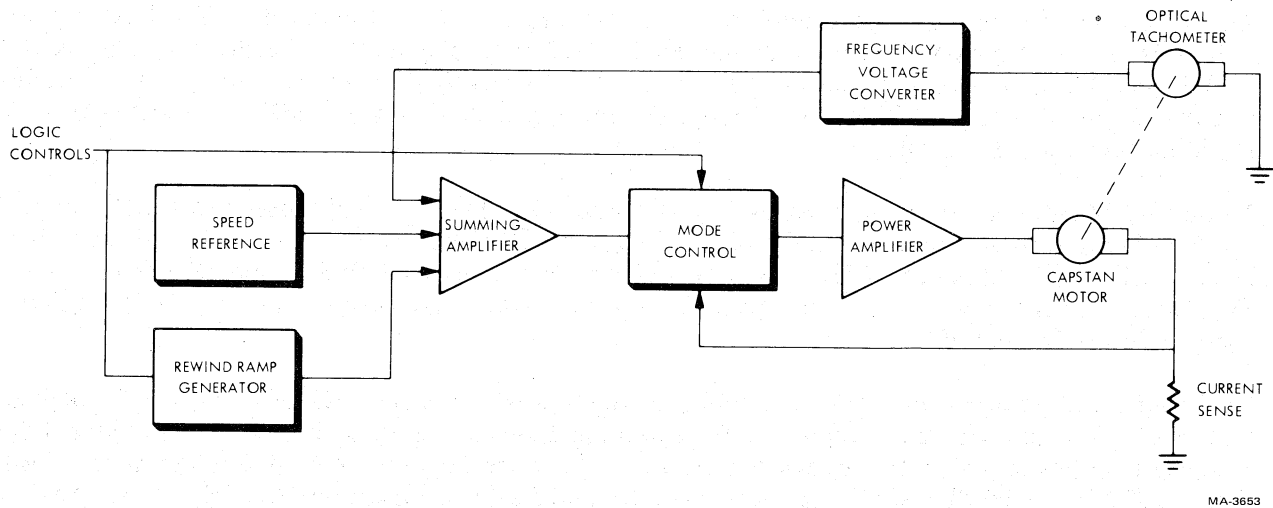 OPTICAL
TACHOMETER
FREGUENCY
VOLTAGE
CONVERTER
LOGIC
CONTROLS
SPEED
REFERENCE
SUMMING
AMPLIFIER
MODE
CONTROL
POWER
AMPLIFIER
CAPSTAN
MOTOR
REWIND RAMP
GENERATOR
CURRENT
SENSE
MA-3653